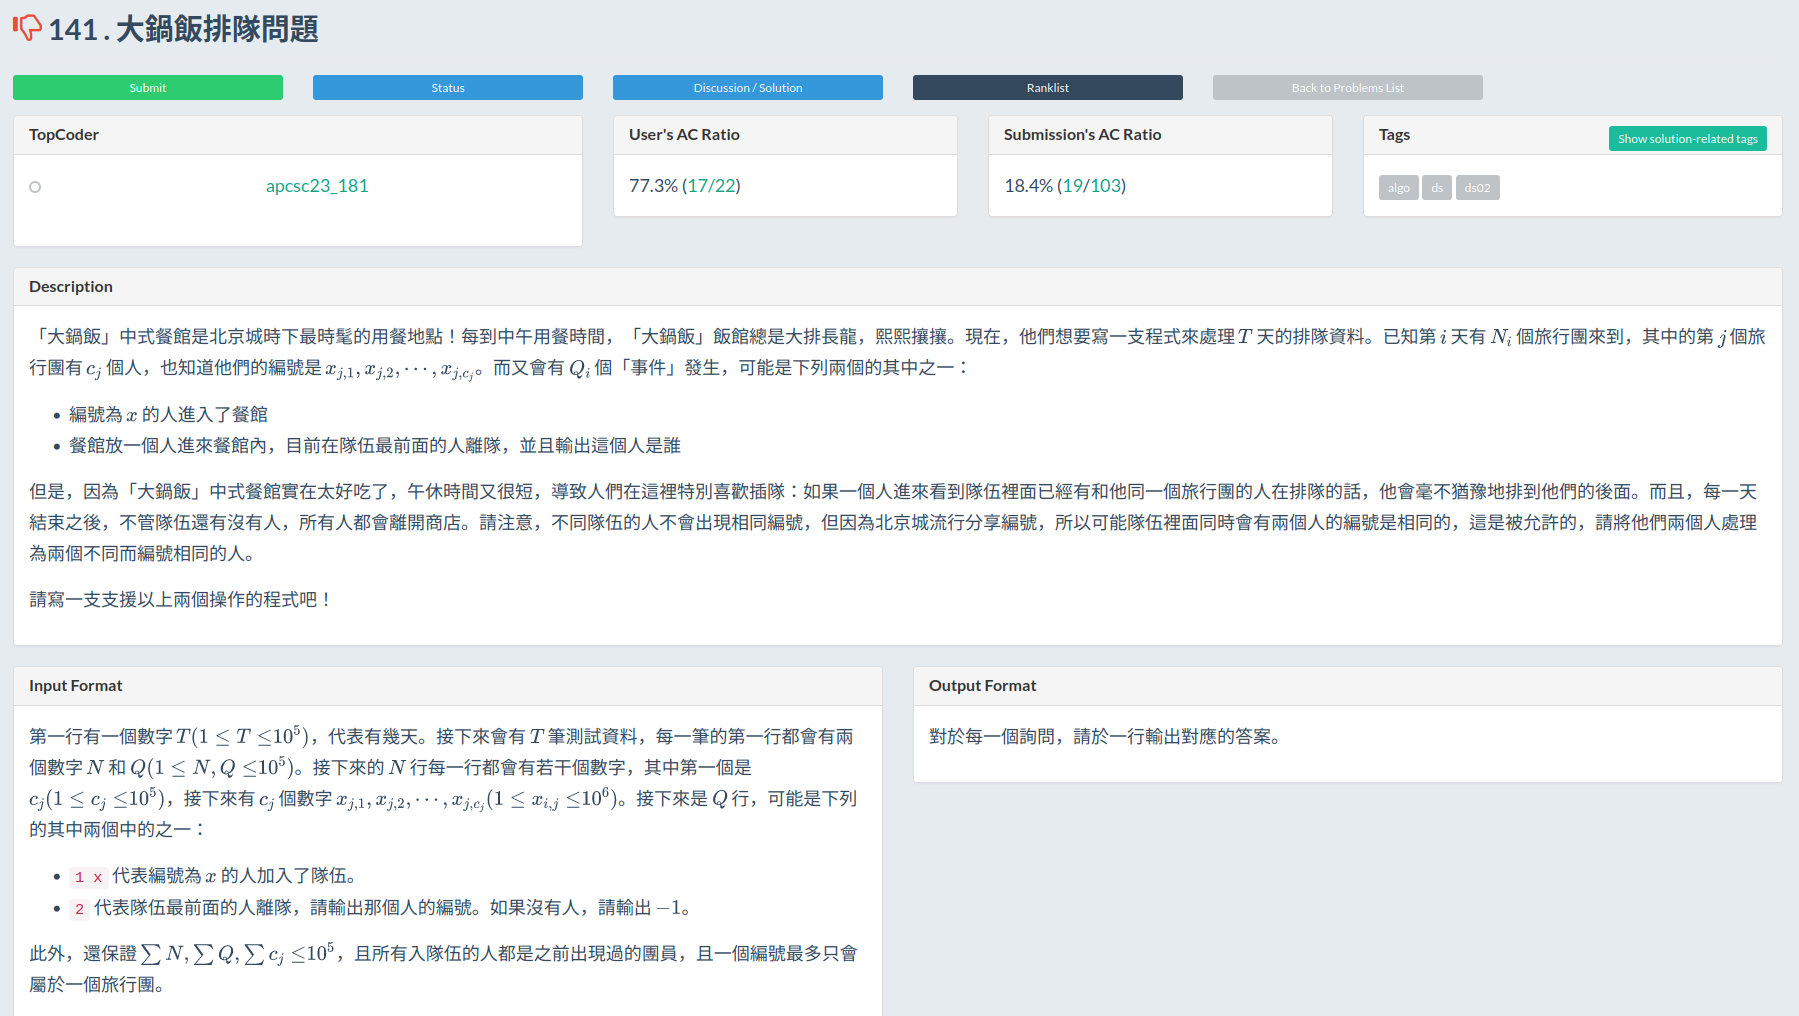 141 . 大鍋飯排隊問題
Submit
Status
Discussion / Solution
Ranklist
Back to Problems List
TopCoder
apcsc23_181
User's AC Ratio
77.3% (17/22)
Submission's AC Ratio
18.4% (19/103)
Tags
Show solution-related tags
algo ds ds02
Description
「大鍋飯」中式餐館是北京城時下最時髦的用餐地點！每到中午用餐時間，「大鍋飯」飯館總是大排長龍，熙熙攘攘。現在，他們想要寫一支程式來處理 T 天的排隊資料。已知第 i 天有 N_i 個旅行團來到，其中的第 j 個旅
行團有 c_j 個人，也知道他們的編號是 x_{j,1}, x_{j,2}, ⋯, x_{j,c_j}。而又會有 Q_i 個「事件」發生，可能是下列兩個的其中之一：
• 編號為 x 的人進入了餐館
• 餐館放一個人進來餐館內，目前在隊伍最前面的人離隊，並且輸出這個人是誰
但是，因為「大鍋飯」中式餐館實在太好吃了，午休時間又很短，導致人們在這裡特別喜歡插隊：如果一個人進來看到隊伍裡面已經有和他同一個旅行團的人在排隊的話，他會毫不猶豫地排到他們的後面。而且，每一天
結束之後，不管隊伍還有沒有人，所有人都會離開商店。請注意，不同隊伍的人不會出現相同編號，但因為北京城流行分享編號，所以可能隊伍裡面同時會有兩個人的編號是相同的，這是被允許的，請將他們兩個人處理
為兩個不同而編號相同的人。
請寫一支支援以上兩個操作的程式吧！
Input Format
第一行有一個數字 T(1 ≤ T ≤10^5)，代表有幾天。接下來會有 T 筆測試資料，每一筆的第一行都會有兩
個數字 N 和 Q(1 ≤ N, Q ≤10^5)。接下來的 N 行每一行都會有若干個數字，其中第一個是
c_j(1 ≤ c_j ≤10^5)，接下來有 c_j 個數字 x_{j,1}, x_{j,2}, ⋯, x_{j,c_j}(1 ≤ x_{i,j} ≤10^6)。接下來是 Q 行，可能是下列
的其中兩個中的之一：
• 1 x 代表編號為 x 的人加入了隊伍。
• 2 代表隊伍最前面的人離隊，請輸出那個人的編號。如果沒有人，請輸出 −1。
此外，還保證 ∑ N, ∑ Q, ∑ c_j ≤10^5，且所有入隊伍的人都是之前出現過的團員，且一個編號最多只會
屬於一個旅行團。
Output Format
對於每一個詢問，請於一行輸出對應的答案。